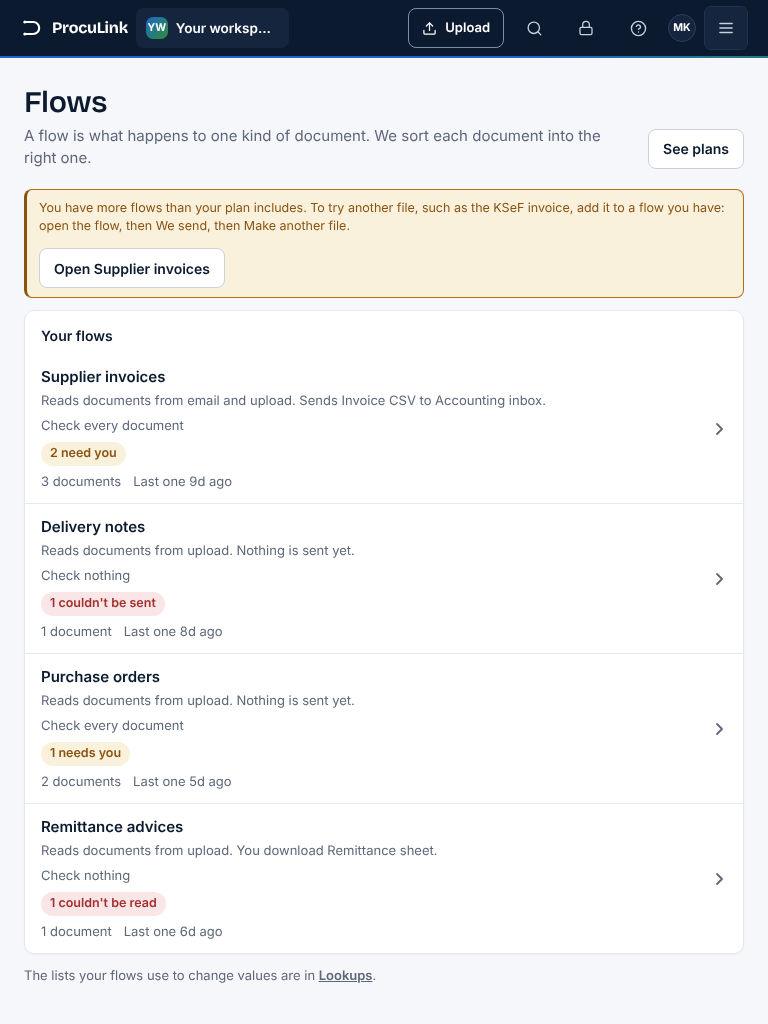 ProcuLink
YW
Your worksp...
Upload
MK
Flows
A flow is what happens to one kind of document. We sort each document into the
right one.
See plans
You have more flows than your plan includes. To try another file, such as the KSeF invoice, add it to a flow you have:
open the flow, then We send, then Make another file.
Open Supplier invoices
Your flows
Supplier invoices
Reads documents from email and upload. Sends Invoice CSV to Accounting inbox.
Check every document
2 need you
3 documents Last one 9d ago
Delivery notes
Reads documents from upload. Nothing is sent yet.
Check nothing
1 couldn't be sent
1 document Last one 8d ago
Purchase orders
Reads documents from upload. Nothing is sent yet.
Check every document
1 needs you
2 documents Last one 5d ago
Remittance advices
Reads documents from upload. You download Remittance sheet.
Check nothing
1 couldn't be read
1 document Last one 6d ago
The lists your flows use to change values are in Lookups.